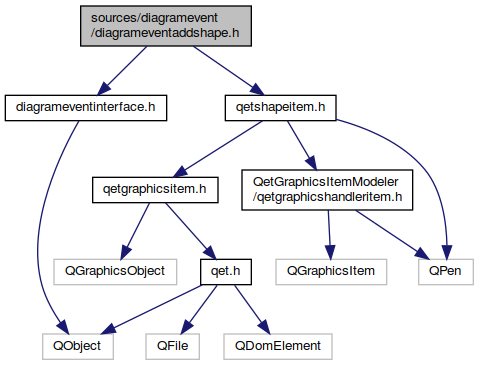 sources/diagramevent
/diagrameventaddshape.h
diagrameventinterface.h
qetshapeitem.h
qetgraphicsitem.h
QetGraphicsItemModeler
/qetgraphicshandleritem.h
QGraphicsObject
qet.h
QGraphicsItem
QPen
QObject
QFile
QDomElement